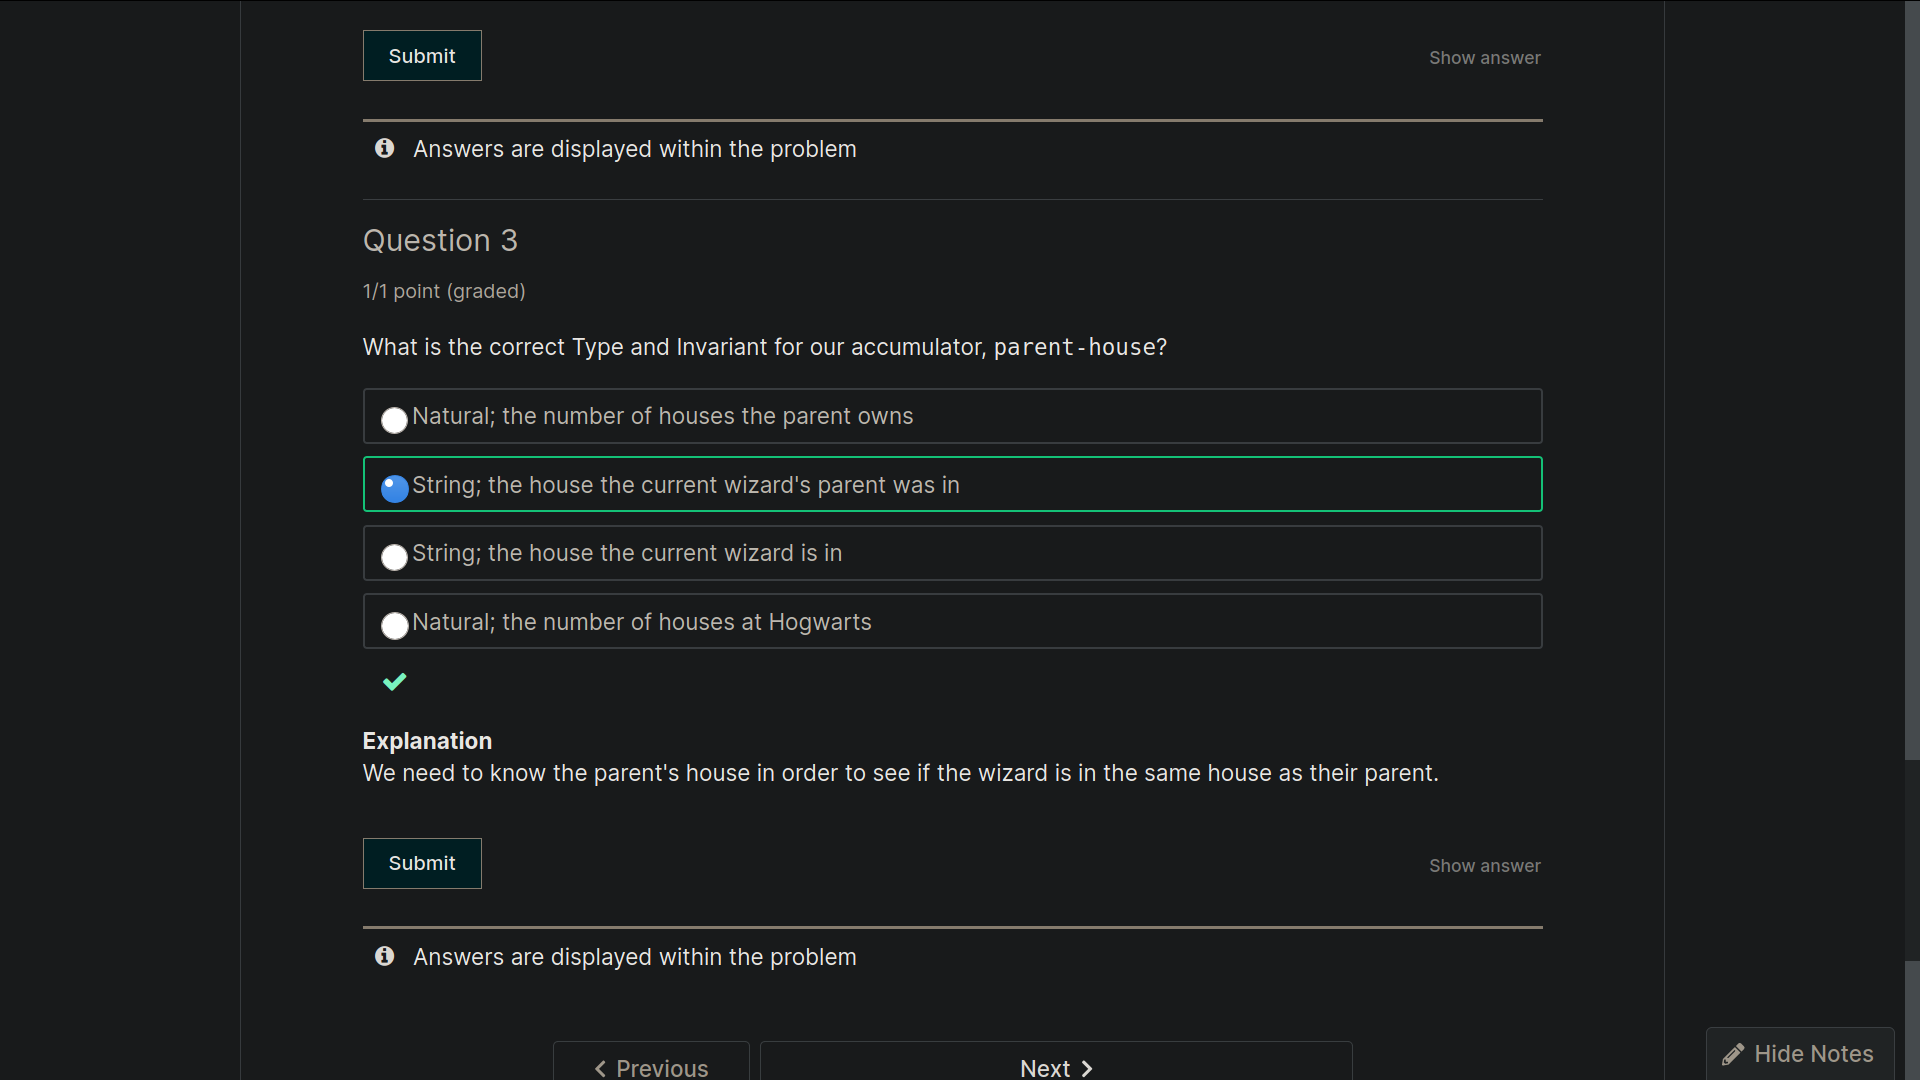 Submit
Show answer
Answers are displayed within the problem
Question 3
1/1 point (graded)
What is the correct Type and Invariant for our accumulator, parent-house?
Natural; the number of houses the parent owns
String; the house the current wizard's parent was in
String; the house the current wizard is in
Natural; the number of houses at Hogwarts
Explanation
We need to know the parent's house in order to see if the wizard is in the same house as their parent.
Submit
Show answer
Answers are displayed within the problem
Previous
Next
Hide Notes